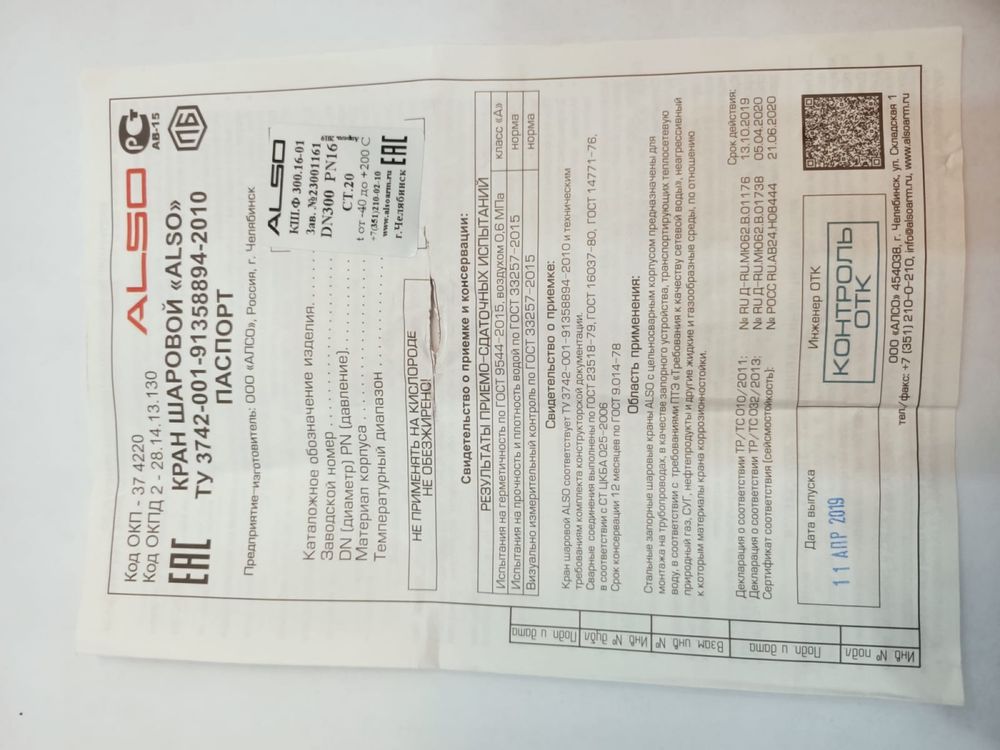 Код ОКП - 37 4220
Код ОКПД 2 - 28.14.13.130
ALSO
РСт
АВ-15
ЕАС
КРАН ШАРОВОЙ «ALSO»
ТУ 3742-001-91358894-2010
ПАСПОРТ
ПБ
Предприятие-изготовитель: ООО «АЛСО», Россия, г. Челябинск
Каталожное обозначение изделия
Заводской номер
DN (диаметр) PN (давление)
Материал корпуса
Температурный диапазон
ALSO
КШ.Ф 300.16-01
Зав. №23001161
DN300 PN16
Апрель 2019
СТ.20
t от -40 до +200 С
+7(351)210-02-10
www.alsoarm.ru
г.Челябинск ЕАС
НЕ ПРИМЕНЯТЬ НА КИСЛОРОДЕ
НЕ ОБЕЗЖИРЕНО!
Свидетельство о приемке и консервации:
РЕЗУЛЬТАТЫ ПРИЕМО-СДАТОЧНЫХ ИСПЫТАНИЙ
Испытания на герметичность по ГОСТ 9544-2015, воздухом 0,6 МПа класс «А»
Испытания на прочность и плотность водой по ГОСТ 33257-2015 норма
Визуально измерительный контроль по ГОСТ 33257-2015 норма
Свидетельство о приемке:
Кран шаровой ALSO соответствует ТУ 3742-001-91358894-2010 и техническим
требованиям комплекта конструкторской документации.
Сварные соединения выполнены по ГОСТ 23518-79, ГОСТ 16037-80, ГОСТ 14771-76,
в соответствии с СТ ЦКБА 025-2006
Срок консервации 12 месяцев по ГОСТ 9.014-78
Область применения:
Стальные запорные шаровые краны ALSO с цельносварным корпусом предназначены для
монтажа на трубопроводах, в качестве запорного устройства, транспортирующих теплосетевую
воду, в соответствии с требованиями ПТЭ «Требования к качеству сетевой воды», неагрессивный
природный газ, СУГ, нефтепродукты и другие жидкие и газообразные среды, по отношению
к которым материалы крана коррозионностойки.
Срок действия:
Декларация о соответствии ТР/ТС 010/2011: № RU Д-RU.МЮ62.В.01176 13.10.2019
Декларация о соответствии ТР/ТС 032/2013: № RU Д-RU.МЮ62.В.01738 05.04.2020
Сертификат соответствия (сейсмостойкость): № РОСС RU.АВ24.Н08444 21.06.2020
Дата выпуска
11 АПР 2019
Инженер ОТК
КОНТРОЛЬ
ОТК
ООО «АЛСО» 454038, г. Челябинск, ул. Складская 1
тел/факс: +7 (351) 210-0-210, info@alsoarm.ru, www.alsoarm.ru
Инв. № подл
Подп и дата
Взам инв №
Инв № дубл
Подп и дата